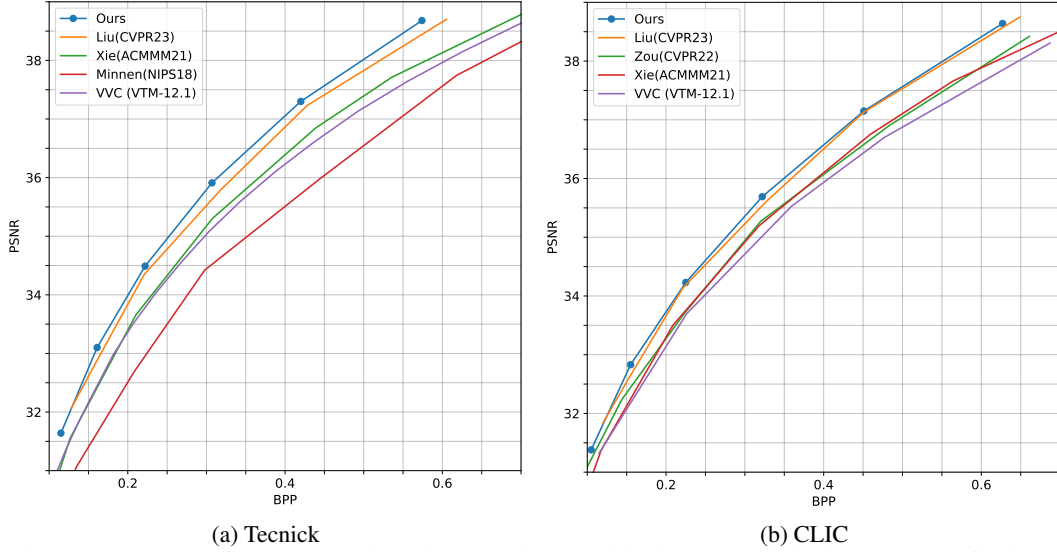 Ours
Liu(CVPR23)
Xie(ACMMM21)
Minnen(NIPS18)
VVC (VTM-12.1)
38
36
34
32
PSNR
0.2
0.4
0.6
BPP
(a) Tecnick
Ours
Liu(CVPR23)
Zou(CVPR22)
Xie(ACMMM21)
VVC (VTM-12.1)
38
36
34
32
PSNR
0.2
0.4
0.6
BPP
(b) CLIC